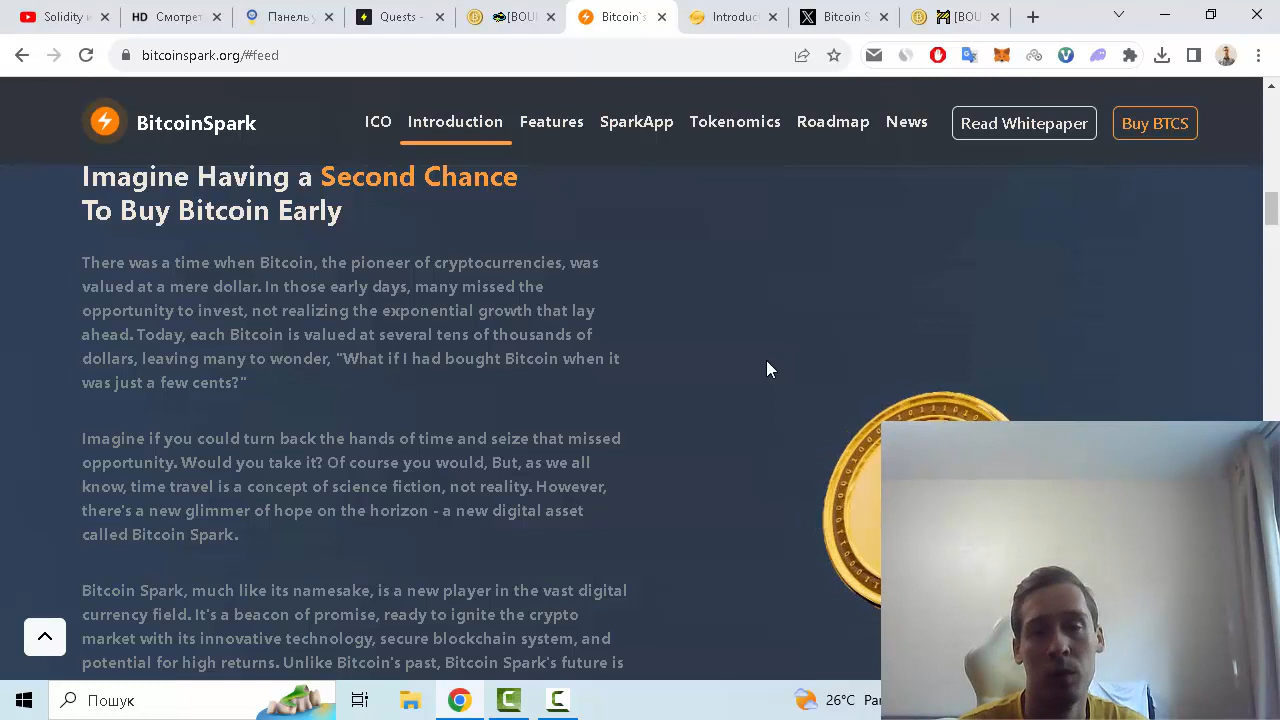 Solidity и
HD Смотрет
Панель у
Quests -
[BOU
Bitcoin's
Introduct
Bitcoin S
[BOU
bitcoinspark.org/#feed
BitcoinSpark
ICO
Introduction
Features
SparkApp
Tokenomics
Roadmap
News
Read Whitepaper
Buy BTCS
Imagine Having a Second Chance
To Buy Bitcoin Early
There was a time when Bitcoin, the pioneer of cryptocurrencies, was
valued at a mere dollar. In those early days, many missed the
opportunity to invest, not realizing the exponential growth that lay
ahead. Today, each Bitcoin is valued at several tens of thousands of
dollars, leaving many to wonder, "What if I had bought Bitcoin when it
was just a few cents?"
Imagine if you could turn back the hands of time and seize that missed
opportunity. Would you take it? Of course you would, But, as we all
know, time travel is a concept of science fiction, not reality. However,
there's a new glimmer of hope on the horizon - a new digital asset
called Bitcoin Spark.
Bitcoin Spark, much like its namesake, is a new player in the vast digital
currency field. It's a beacon of promise, ready to ignite the crypto
market with its innovative technology, secure blockchain system, and
potential for high returns. Unlike Bitcoin's past, Bitcoin Spark's future is
Пошук
26°C